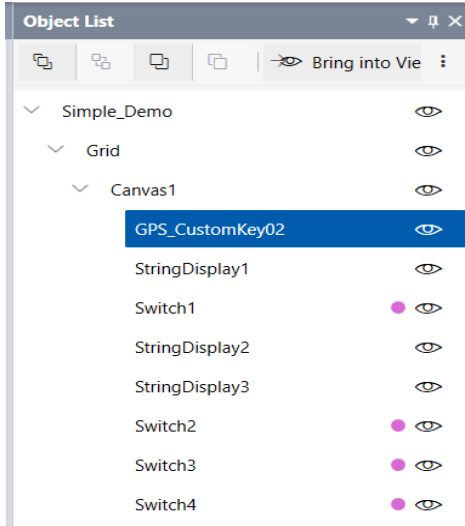 Object List
Bring into Vie
Simple_Demo
Grid
Canvas1
GPS_CustomKey02
StringDisplay1
Switch1
StringDisplay2
StringDisplay3
Switch2
Switch3
Switch4